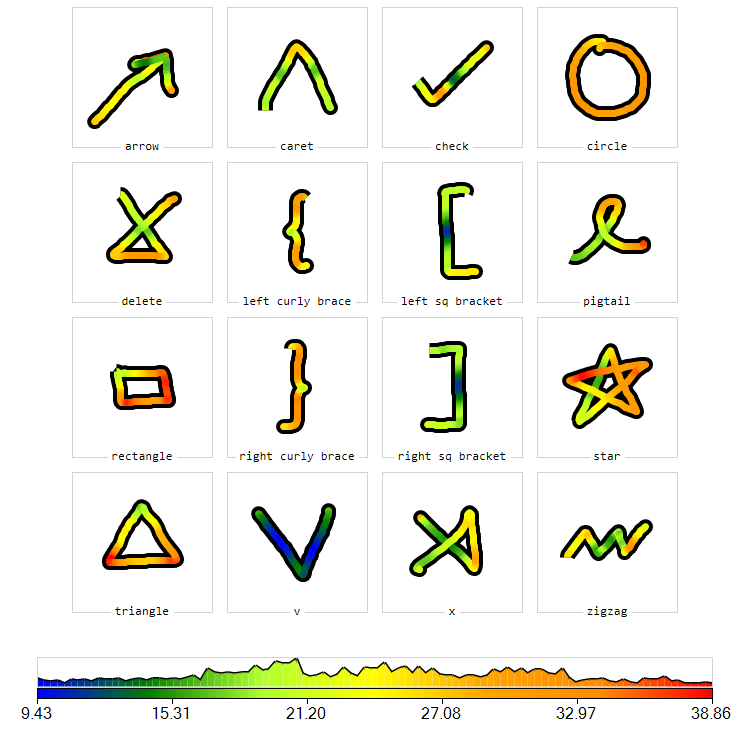 arrow caret check circle
delete left curly brace left sq bracket pigtail
rectangle right curly brace right sq bracket star
triangle v x zigzag
9.43 15.31 21.20 27.08 32.97 38.86